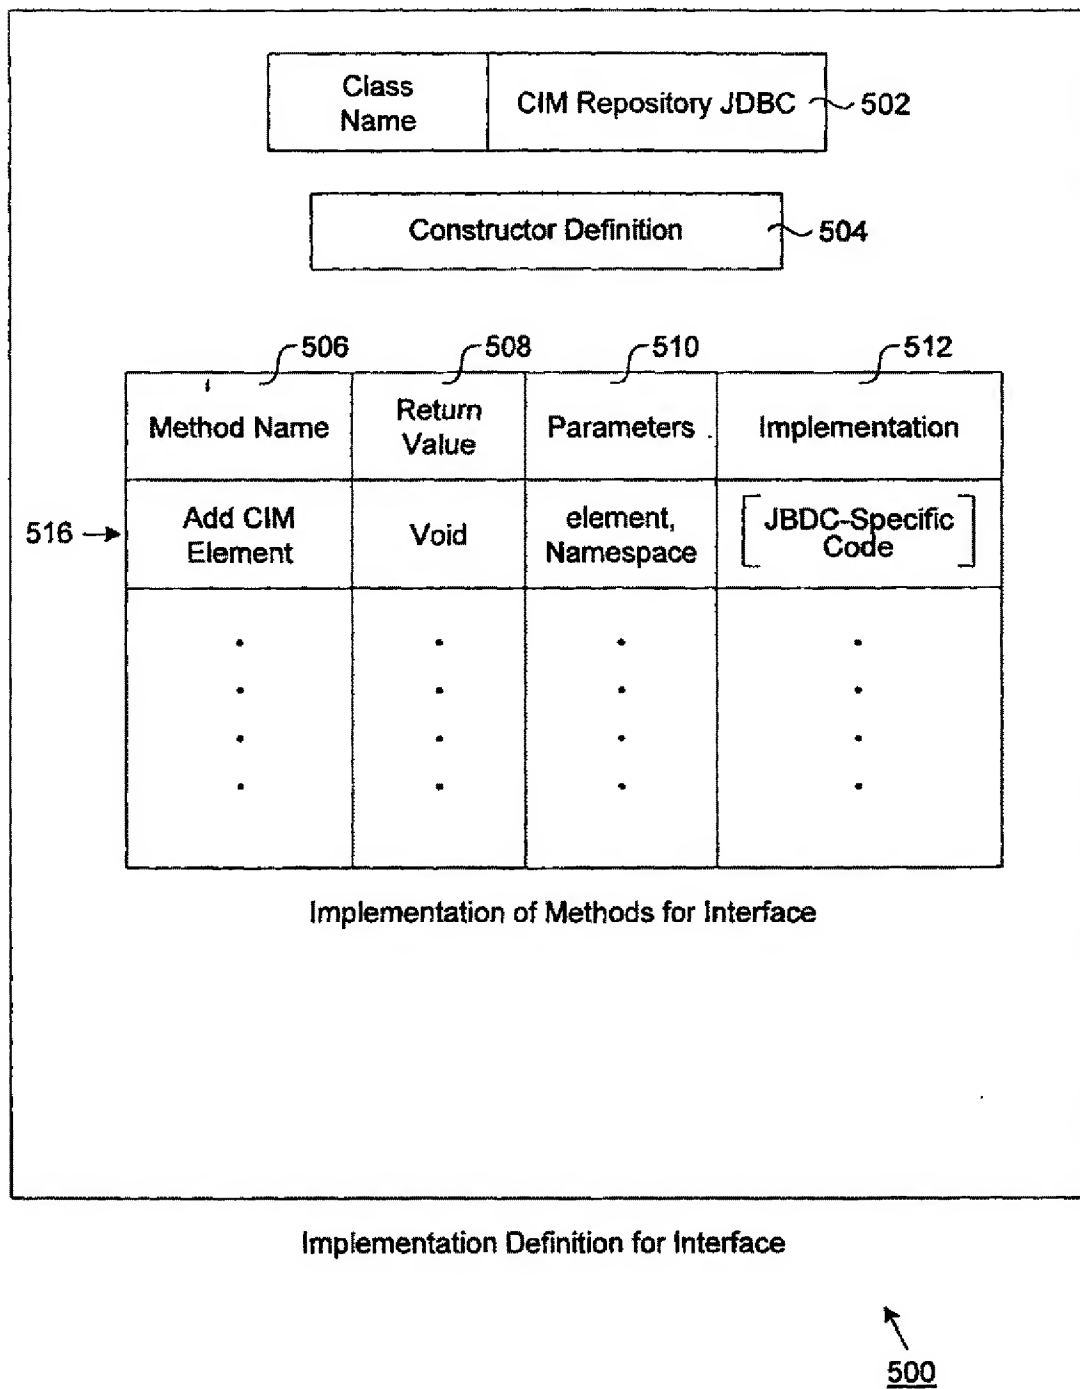 Class
Name
CIM Repository JDBC
502
Constructor Definition
504
506
508
510
512
Method Name
Return
Value
Parameters
Implementation
516
Add CIM
Element
Void
element,
Namespace
JBDC-Specific
Code
Implementation of Methods for Interface
Implementation Definition for Interface
500